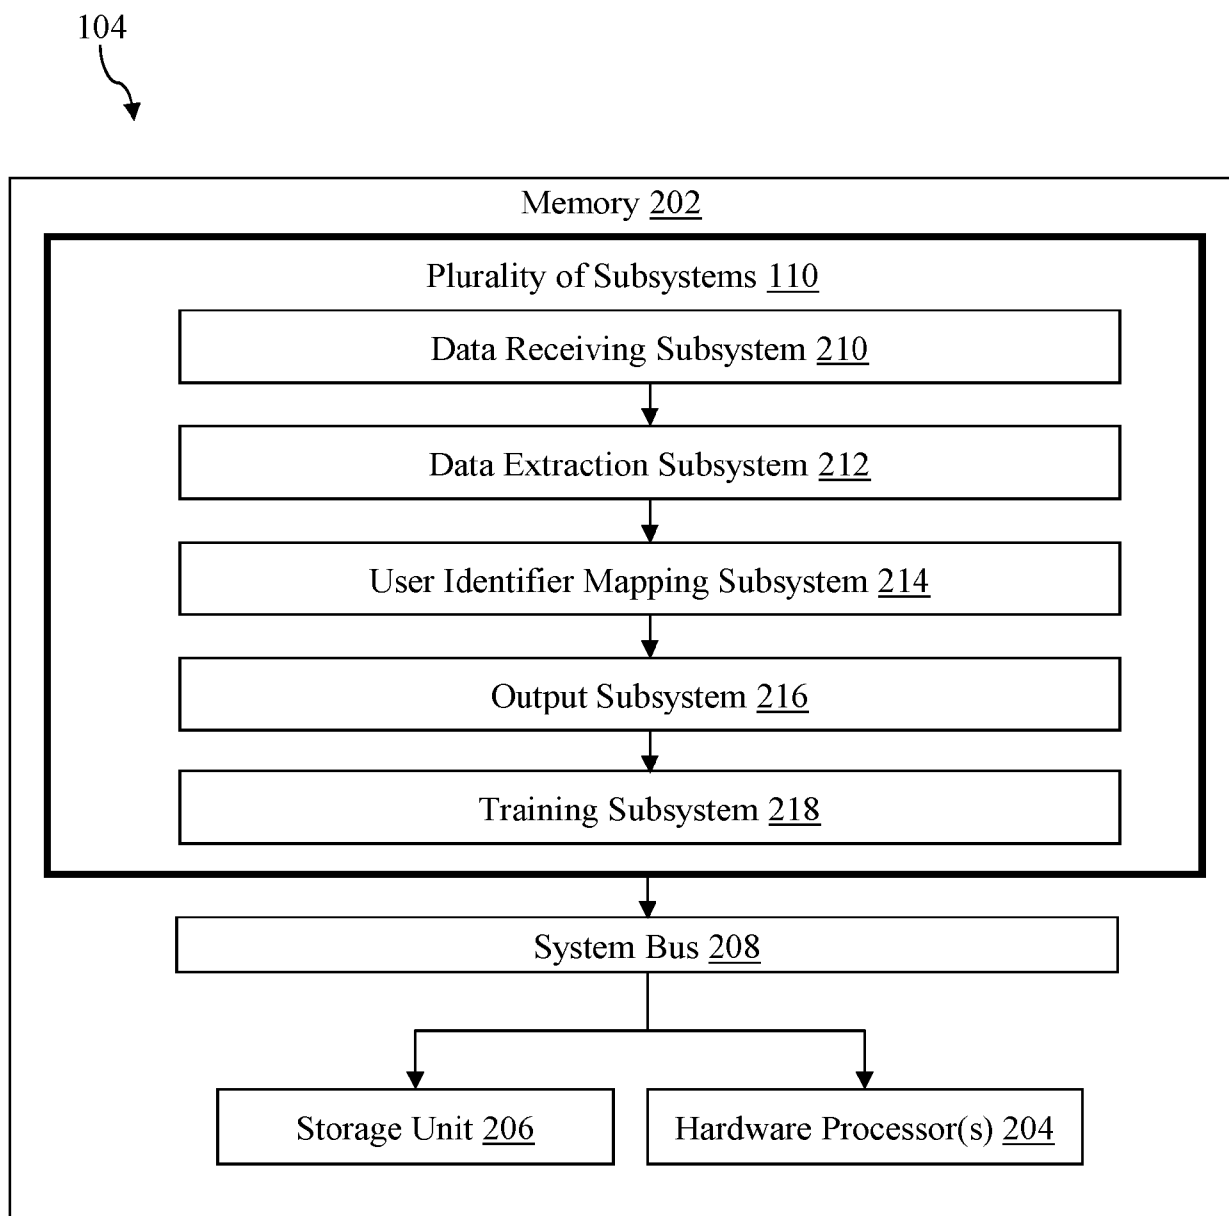 104
Memory 202
Plurality of Subsystems 110
Data Receiving Subsystem 210
Data Extraction Subsystem 212
User Identifier Mapping Subsystem 214
Output Subsystem 216
Training Subsystem 218
System Bus 208
Storage Unit 206
Hardware Processor(s) 204